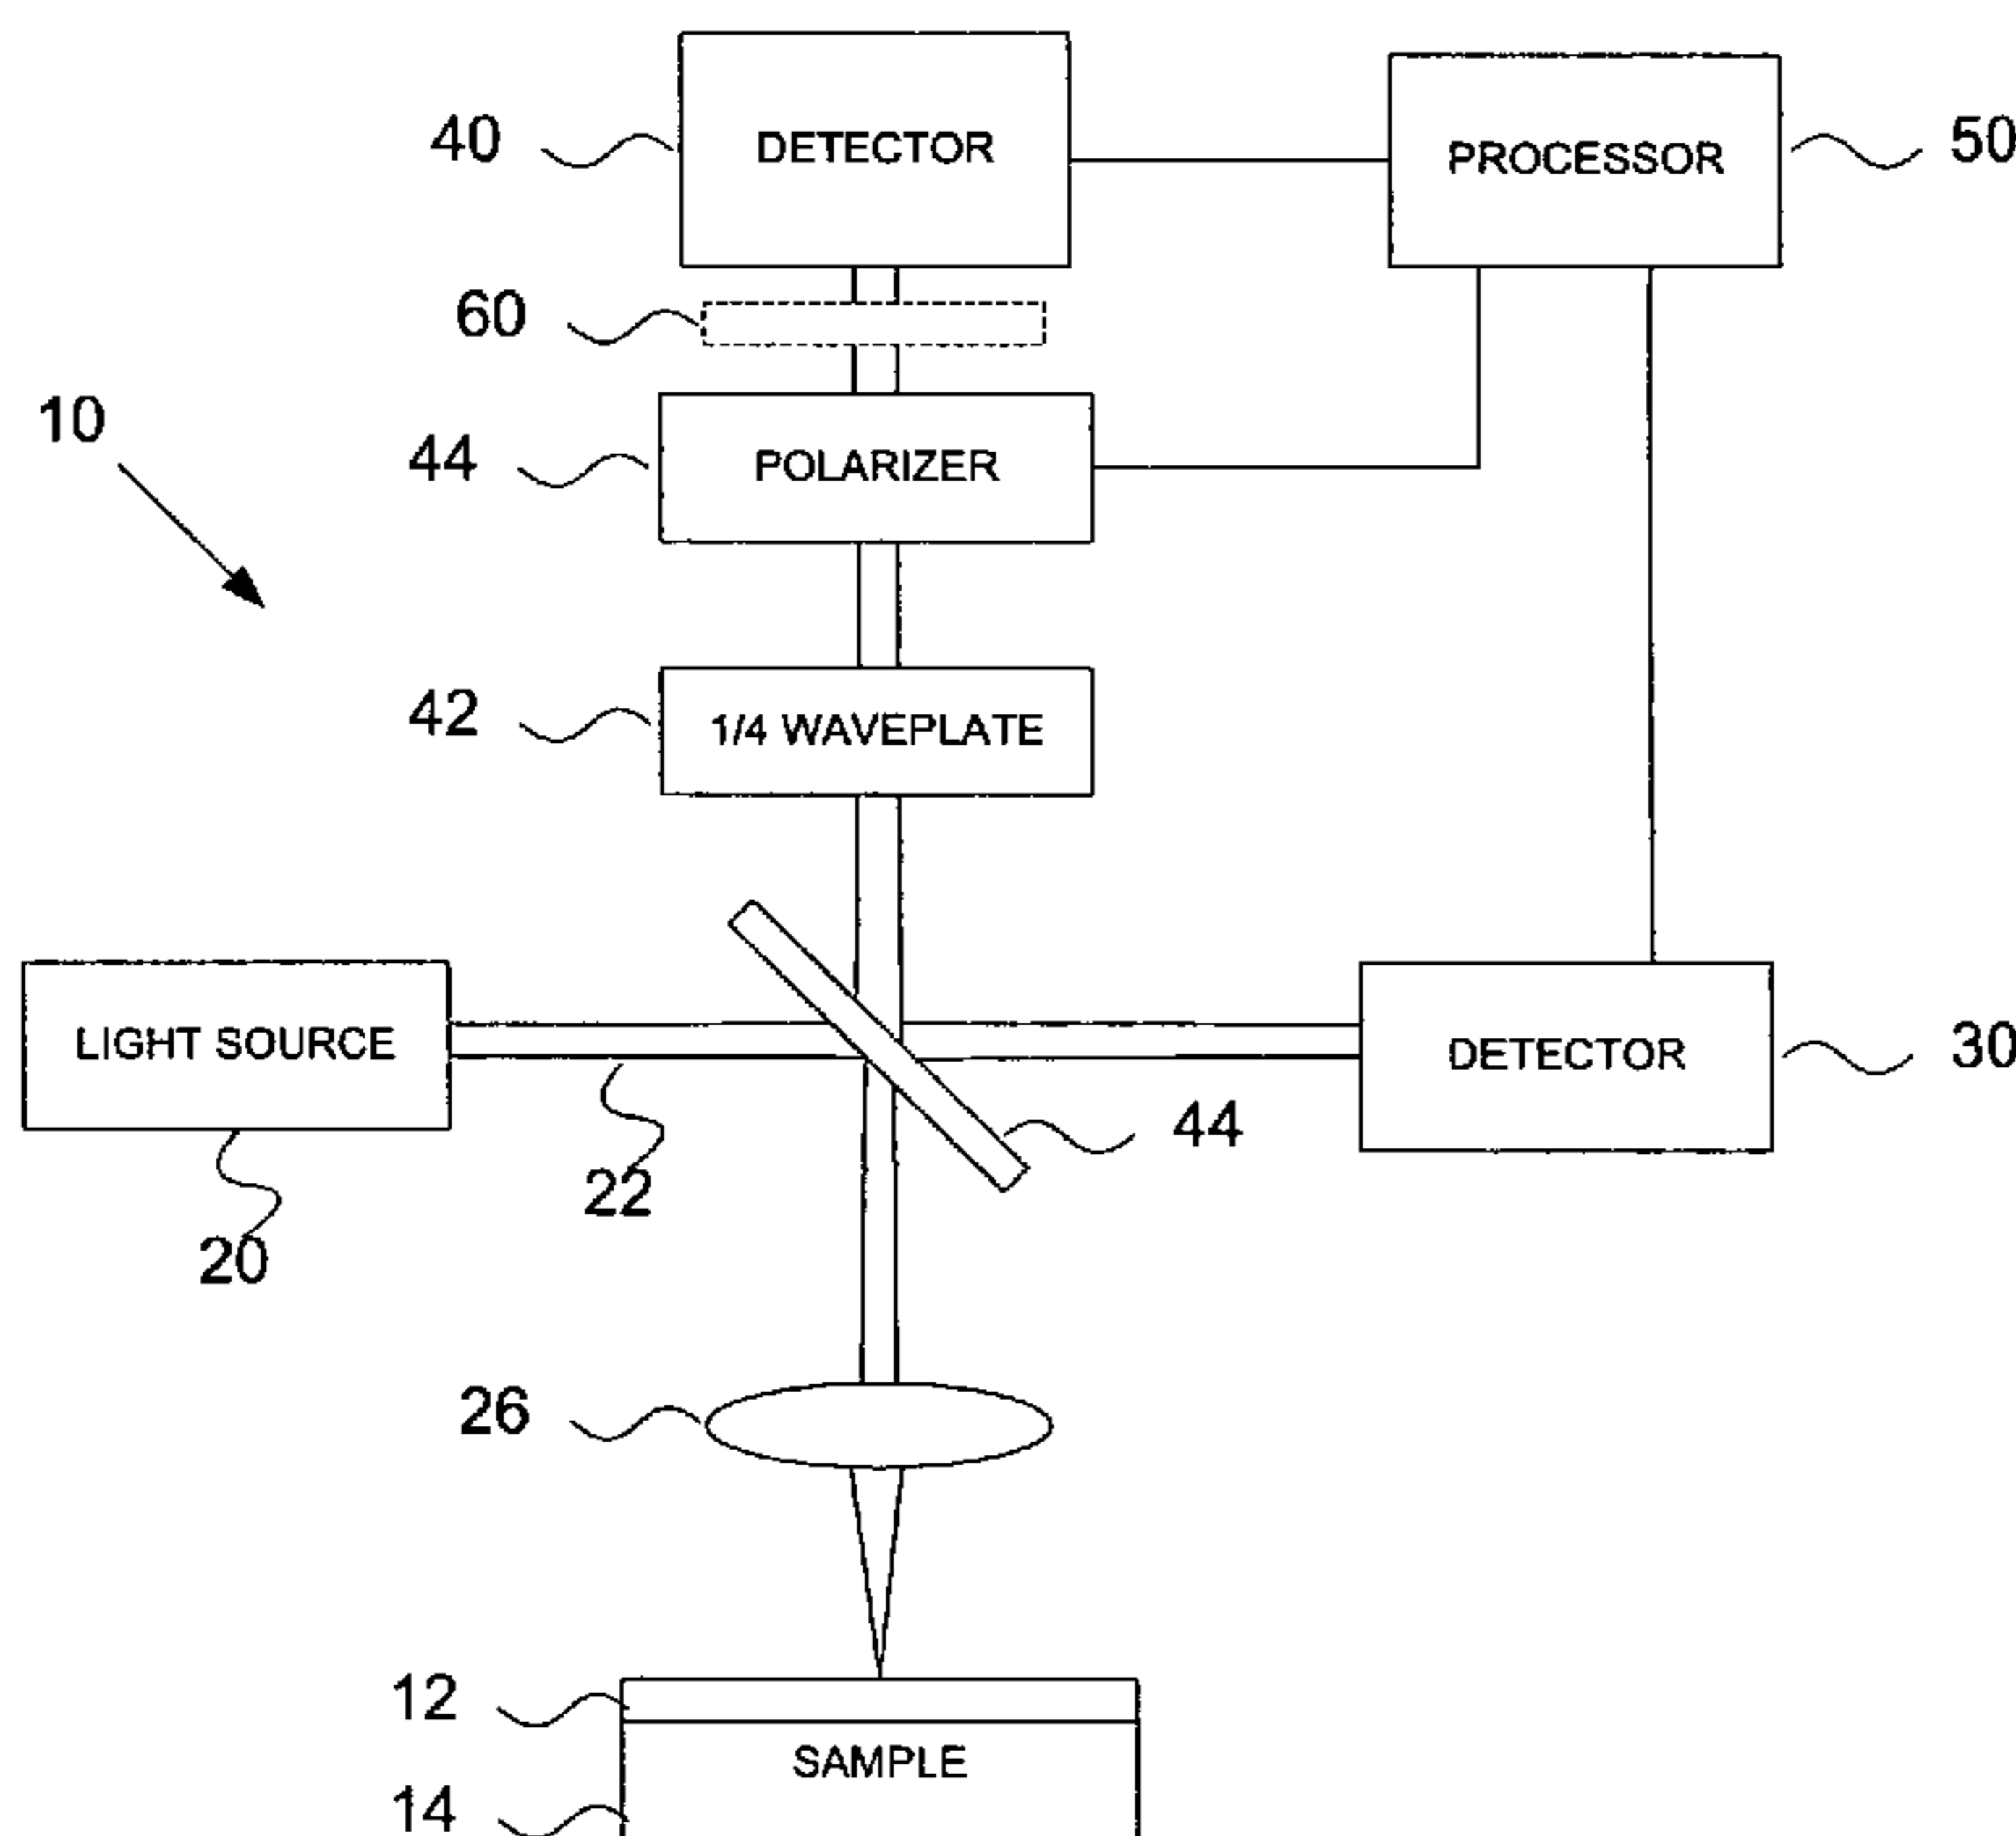 40
DETECTOR
PROCESSOR
50
60
10
44
POLARIZER
42
1/4 WAVEPLATE
LIGHT SOURCE
DETECTOR
30
44
22
20
26
12
SAMPLE
14